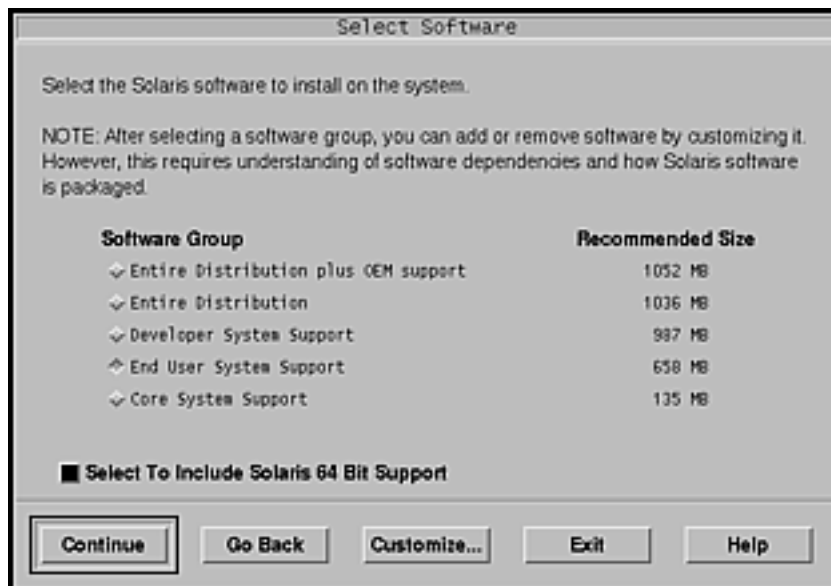 Select Software
Select the Solaris software to install on the system.
NOTE: After selecting a software group, you can add or remove software by customizing it.
However, this requires understanding of software dependencies and how Solaris software
is packaged.
Software Group Recommended Size
Entire Distribution plus OEM support 1052 MB
Entire Distribution 1036 MB
Developer System Support 987 MB
End User System Support 658 MB
Core System Support 135 MB
Select To Include Solaris 64 Bit Support
Continue Go Back Customize... Exit Help